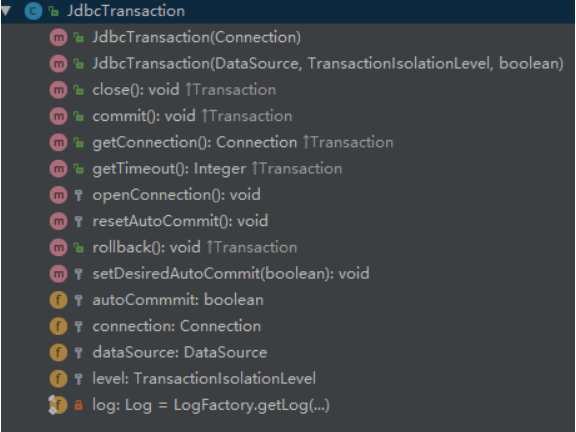 JdbcTransaction
JdbcTransaction(Connection)
JdbcTransaction(DataSource, TransactionIsolationLevel, boolean)
close(): void ↑Transaction
commit(): void ↑Transaction
getConnection(): Connection ↑Transaction
getTimeout(): Integer ↑Transaction
openConnection(): void
resetAutoCommit(): void
rollback(): void ↑Transaction
setDesiredAutoCommit(boolean): void
autoCommmit: boolean
connection: Connection
dataSource: DataSource
level: TransactionIsolationLevel
log: Log = LogFactory.getLog(...)